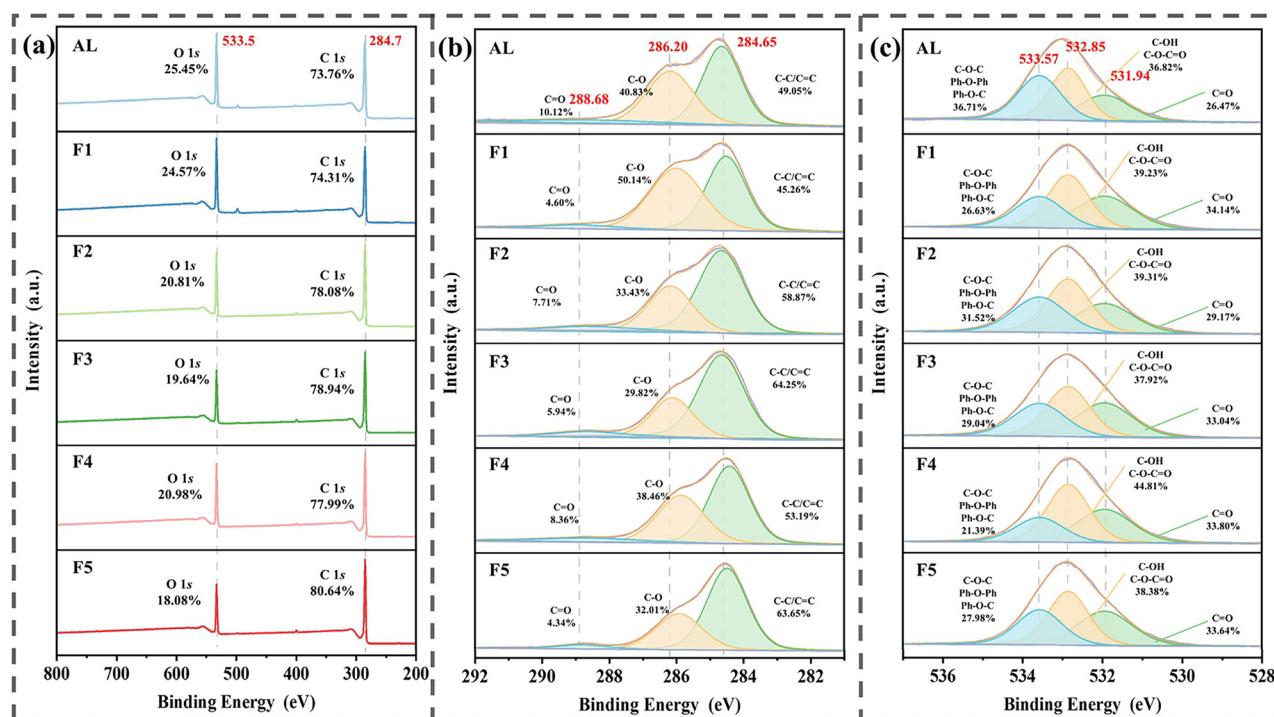 (a)
AL
533.5
284.7
O 1s
25.45%
C 1s
73.76%
F1
O 1s
24.57%
C 1s
74.31%
F2
O 1s
20.81%
C 1s
78.08%
F3
O 1s
19.64%
C 1s
78.94%
F4
O 1s
20.98%
C 1s
77.99%
F5
O 1s
18.08%
C 1s
80.64%
Intensity (a.u.)
800
700
600
500
400
300
200
Binding Energy (eV)
(b)
AL
286.20
284.65
288.68
C=O
10.12%
C-O
40.83%
C-C/C=C
49.05%
F1
C=O
4.60%
C-O
50.14%
C-C/C=C
45.26%
F2
C=O
7.71%
C-O
33.43%
C-C/C=C
58.87%
F3
C=O
5.94%
C-O
29.82%
C-C/C=C
64.25%
F4
C=O
8.36%
C-O
38.46%
C-C/C=C
53.19%
F5
C=O
4.34%
C-O
32.01%
C-C/C=C
63.65%
Intensity (a.u.)
292
290
288
286
284
282
Binding Energy (eV)
(c)
AL
533.57
532.85
531.94
C-O-C
Ph-O-Ph
Ph-O-C
36.71%
C-OH
C-O-C=O
36.82%
C=O
26.47%
F1
C-O-C
Ph-O-Ph
Ph-O-C
26.63%
C-OH
C-O-C=O
39.23%
C=O
34.14%
F2
C-O-C
Ph-O-Ph
Ph-O-C
31.52%
C-OH
C-O-C=O
39.31%
C=O
29.17%
F3
C-O-C
Ph-O-Ph
Ph-O-C
29.04%
C-OH
C-O-C=O
37.92%
C=O
33.04%
F4
C-O-C
Ph-O-Ph
Ph-O-C
21.39%
C-OH
C-O-C=O
44.81%
C=O
33.80%
F5
C-O-C
Ph-O-Ph
Ph-O-C
27.98%
C-OH
C-O-C=O
38.38%
C=O
33.64%
Intensity (a.u.)
536
534
532
530
528
Binding Energy (eV)